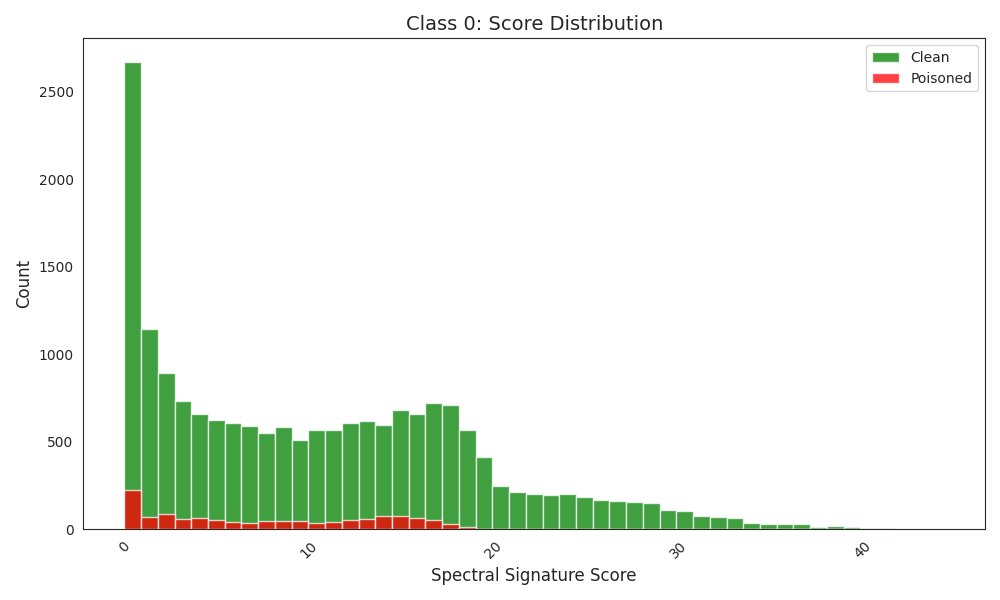 Class 0: Score Distribution
Clean
Poisoned
Count
2500
2000
1500
1000
500
0
0
10
20
30
40
Spectral Signature Score